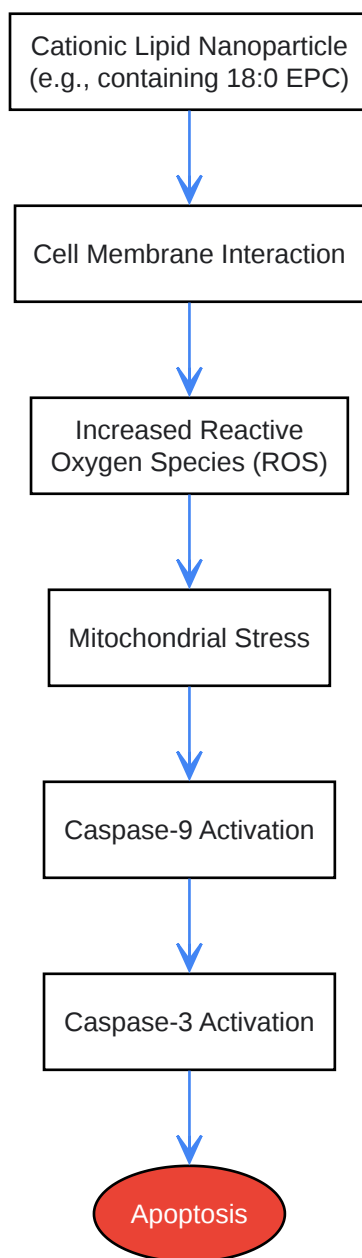 Cationic Lipid Nanoparticle
(e.g., containing 18:0 EPC)
Cell Membrane Interaction
Increased Reactive
Oxygen Species (ROS)
Mitochondrial Stress
Caspase-9 Activation
Caspase-3 Activation
Apoptosis